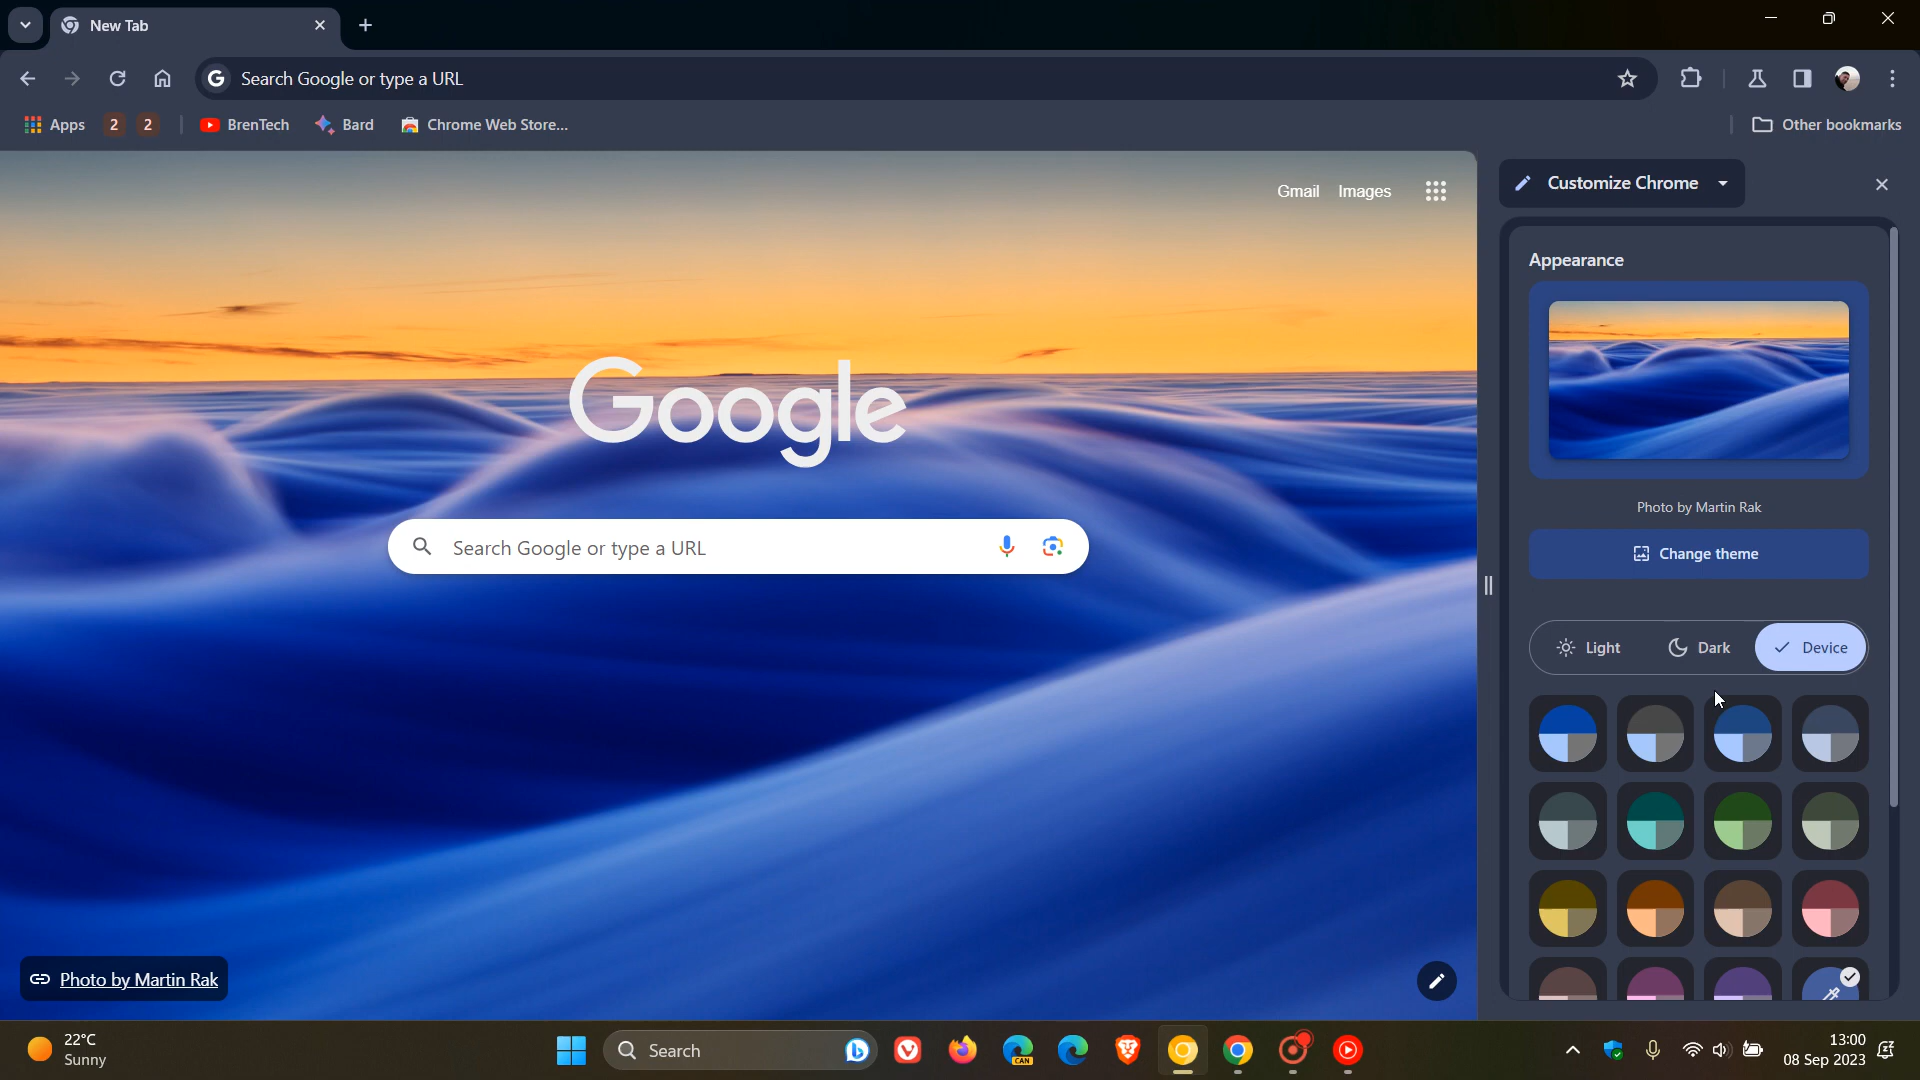 New Tab
Search Google or type a URL
Apps
2
2
BrenTech
Bard
Chrome Web Store...
Other bookmarks
Gmail
Images
Customize Chrome
Appearance
Google
Search Google or type a URL
Photo by Martin Rak
Change theme
Light
Dark
Device
Photo by Martin Rak
22°C
Sunny
Search
CAN
13:00
08 Sep 2023